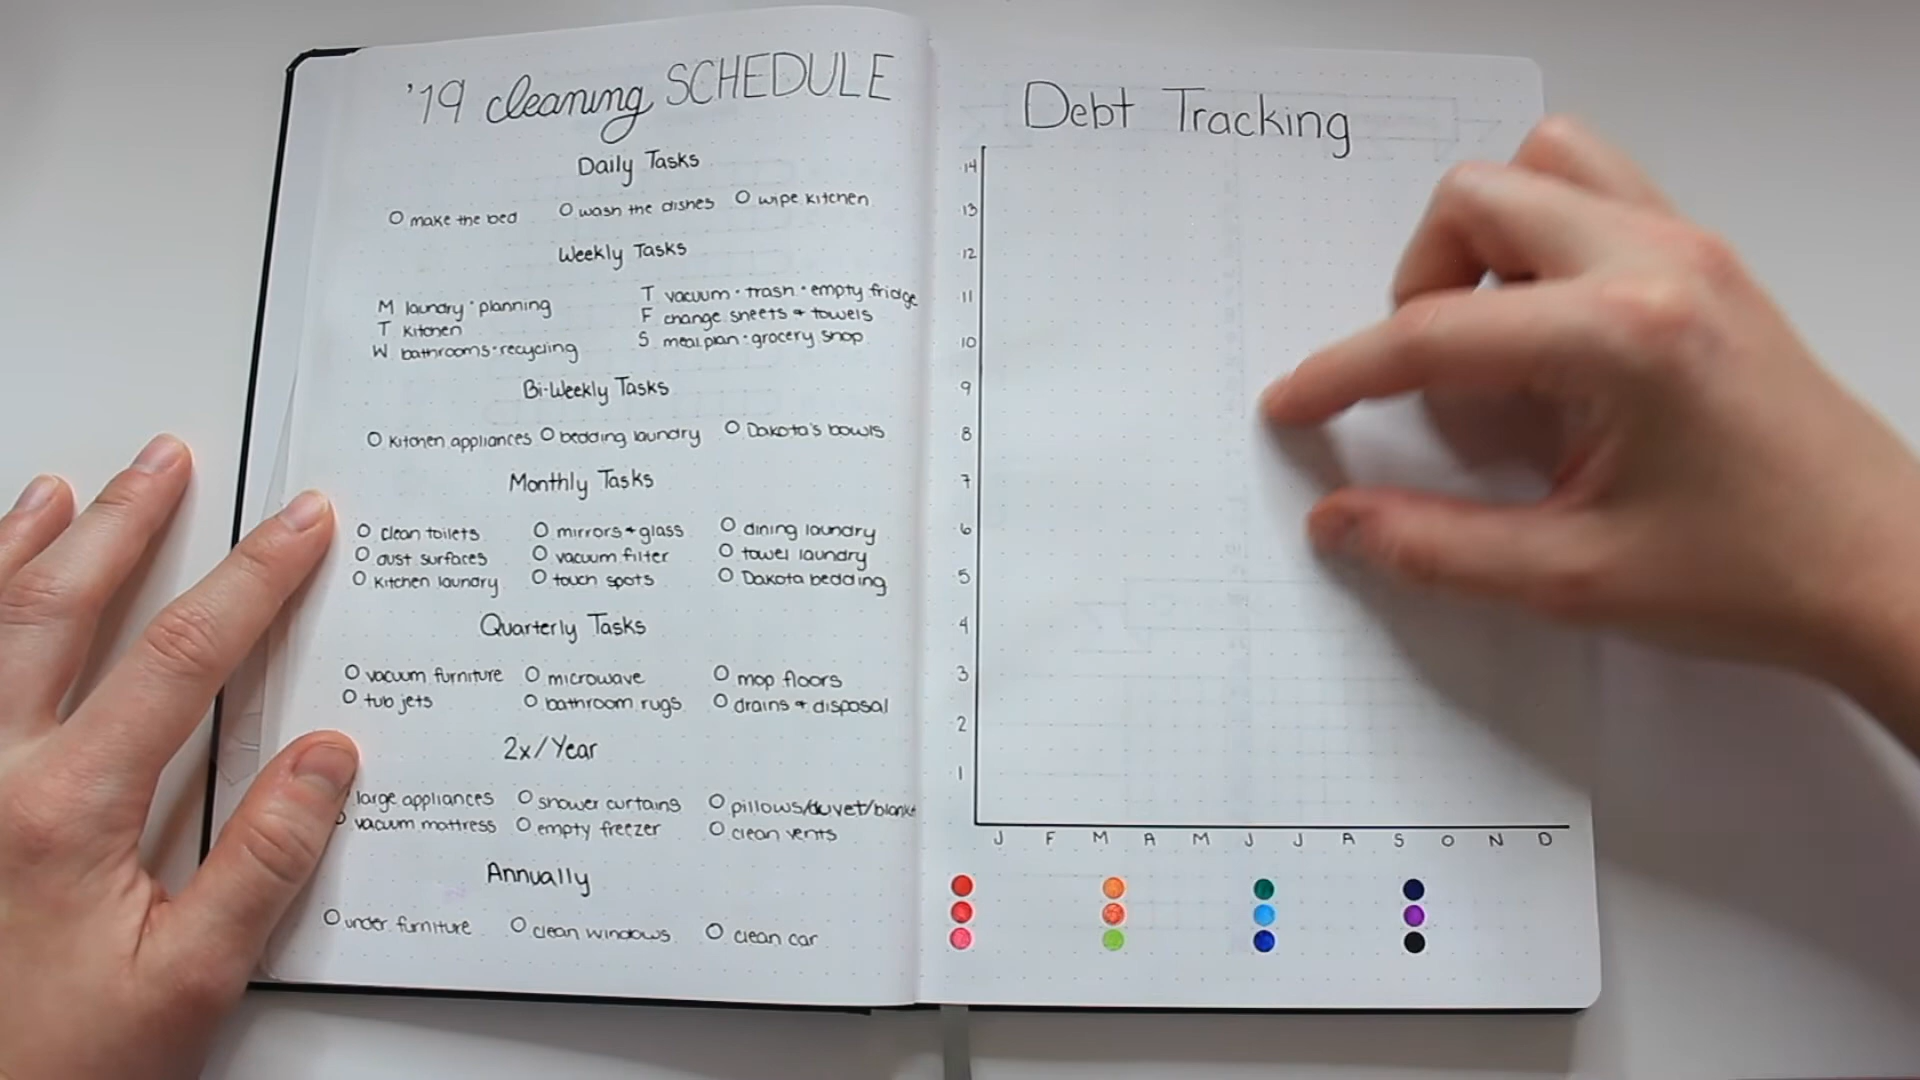 '19 cleaning SCHEDULE
Daily Tasks
make the bed wash the dishes wipe kitchen
Weekly Tasks
M laundry · planning
T kitchen
W bathrooms · recycling
T vacuum · trash · empty fridge
F change sheets + towels
S meal plan · grocery shop
Bi-Weekly Tasks
kitchen appliances bedding laundry Dakota's bowls
Monthly Tasks
clean toilets mirrors + glass dining laundry
dust surfaces vacuum filter towel laundry
kitchen laundry touch spots Dakota bedding
Quarterly Tasks
vacuum furniture microwave mop floors
tub jets bathroom rugs drains + disposal
2x/Year
large appliances shower curtains pillows/duvet/blanket
vacuum mattress empty freezer clean vents
Annually
under furniture clean windows clean car
Debt Tracking
14
13
12
11
10
9
8
7
6
5
4
3
2
1
J F M A M J J A S O N D